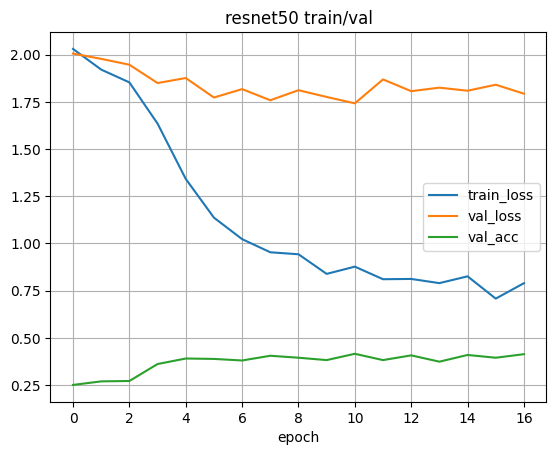 resnet50 train/val
2.00
1.75
1.50
1.25
1.00
0.75
0.50
0.25
train_loss
val_loss
val_acc
0 2 4 6 8 10 12 14 16
epoch